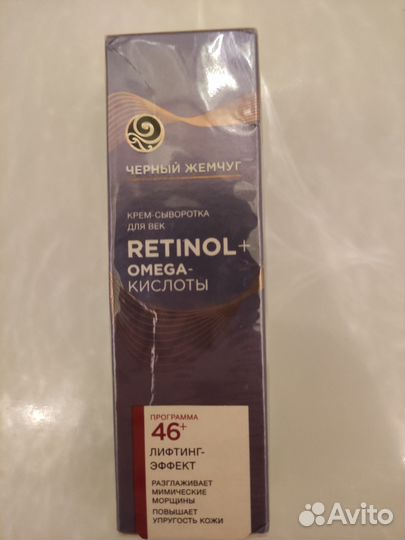 ЧЕРНЫЙ ЖЕМЧУГ
КРЕМ-СЫВОРОТКА
ДЛЯ ВЕК
RETINOL+
OMEGA-
КИСЛОТЫ
ПРОГРАММА
46+
ЛИФТИНГ-
ЭФФЕКТ
РАЗГЛАЖИВАЕТ
МИМИЧЕСКИЕ
МОРЩИНЫ
ПОВЫШАЕТ
УПРУГОСТЬ КОЖИ
Avito